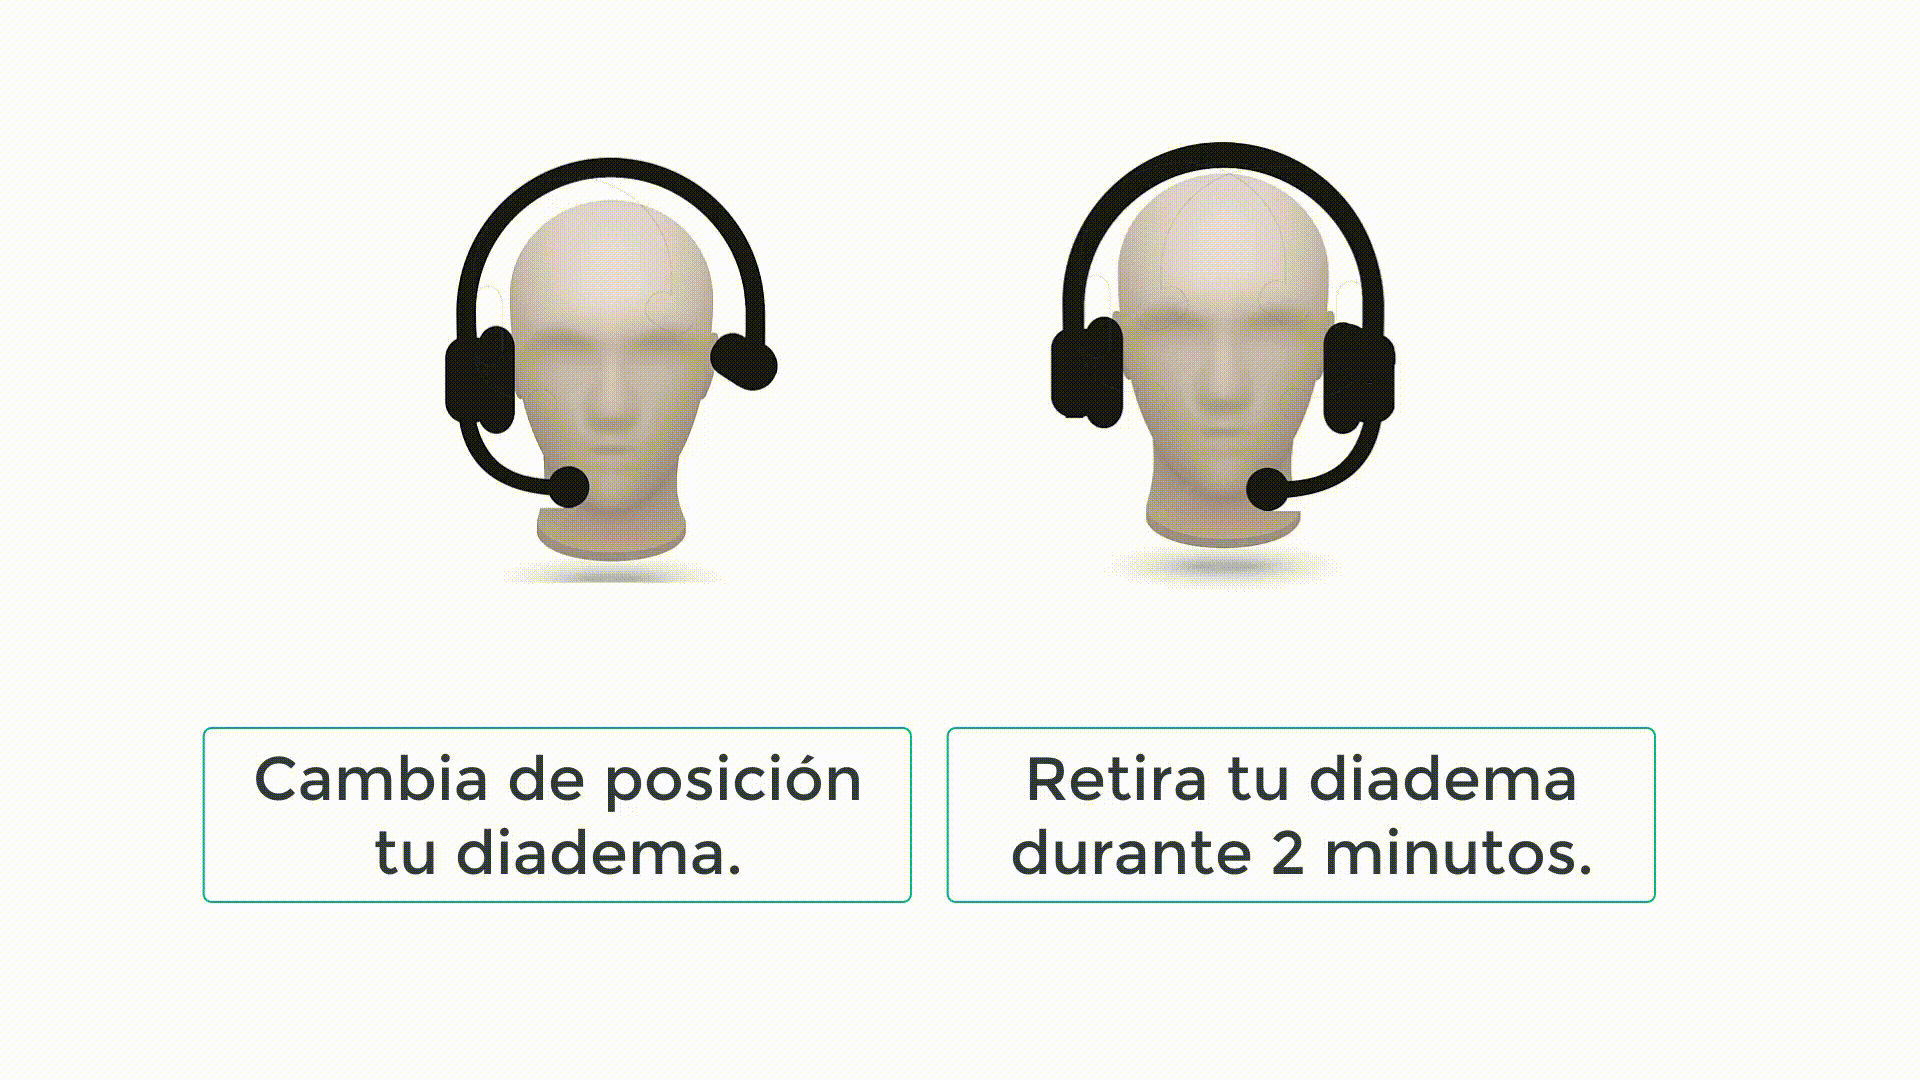 Cambia de posición
tu diadema.
Retira tu diadema
durante 2 minutos.